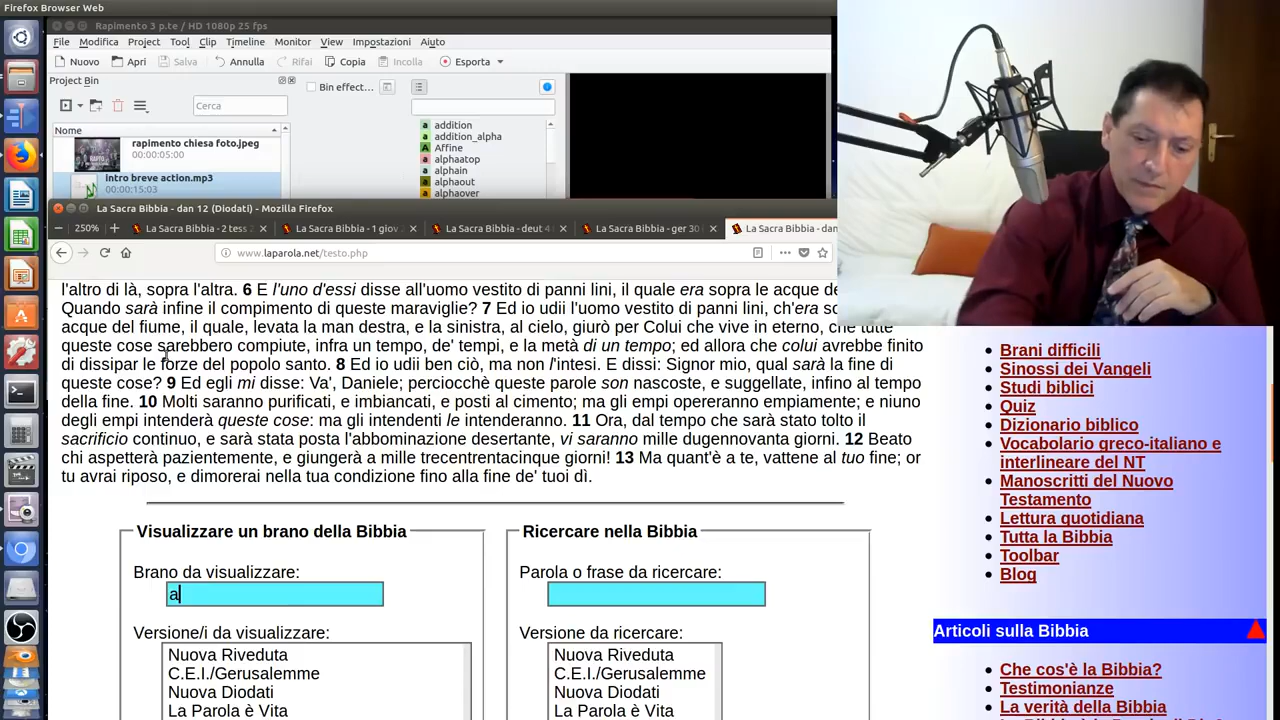 Firefox Browser Web
Rapimento 3 p.te / HD 1080p 25 fps
File Modifica Project Tool Clip Timeline Monitor View Impostazioni Aiuto
Nuovo Apri Salva Annulla Rifai Copia Incolla Esporta
Project Bin
Bin effect…
Cerca
Nome
rapimento chiesa foto.jpeg
00:00:05:00
intro breve action.mp3
00:00:15:03
addition
addition_alpha
Affine
alphaatop
alphain
alphaout
alphaover
La Sacra Bibbia - dan 12 (Diodati) - Mozilla Firefox
250% La Sacra Bibbia - 2 tess La Sacra Bibbia - 1 giov La Sacra Bibbia - deut 4 La Sacra Bibbia - ger 30 La Sacra Bibbia - dan
www.laparola.net/testo.php
l'altro di là, sopra l'altra. 6 E l'uno d'essi disse all'uomo vestito di panni lini, il quale era sopra le acque de
Quando sarà infine il compimento di queste maraviglie? 7 Ed io udii l'uomo vestito di panni lini, ch'era so
acque del fiume, il quale, levata la man destra, e la sinistra, al cielo, giurò per Colui che vive in eterno, che tutte
queste cose sarebbero compiute, infra un tempo, de' tempi, e la metà di un tempo; ed allora che colui avrebbe finito
di dissipar le forze del popolo santo. 8 Ed io udii ben ciò, ma non l'intesi. E dissi: Signor mio, qual sarà la fine di
queste cose? 9 Ed egli mi disse: Va', Daniele; perciocchè queste parole son nascoste, e suggellate, infino al tempo
della fine. 10 Molti saranno purificati, e imbancati, e posti al cimento; ma gli empi opereranno empiamente; e niuno
degli empi intenderà queste cose: ma gli intendenti le intenderanno. 11 Ora, dal tempo che sarà stato tolto il
sacrificio continuo, e sarà stata posta l'abbominazione desertante, vi saranno mille dugennovanta giorni. 12 Beato
chi aspetterà pazientemente, e giungerà a mille trecentrentacinque giorni! 13 Ma quant'è a te, vattene al tuo fine; or
tu avrai riposo, e dimorerai nella tua condizione fino alla fine de' tuoi dì.
Visualizzare un brano della Bibbia
Brano da visualizzare:
a
Versione/i da visualizzare:
Nuova Riveduta
C.E.I./Gerusalemme
Nuova Diodati
La Parola è Vita
Ricercare nella Bibbia
Parola o frase da ricercare:
Versione da ricercare:
Nuova Riveduta
C.E.I./Gerusalemme
Nuova Diodati
La Parola è Vita
Brani difficili
Sinossi dei Vangeli
Studi biblici
Quiz
Dizionario biblico
Vocabolario greco-italiano e
interlineare del NT
Manoscritti del Nuovo
Testamento
Lettura quotidiana
Tutta la Bibbia
Toolbar
Blog
Articoli sulla Bibbia
Che cos'è la Bibbia?
Testimonianze
La verità della Bibbia